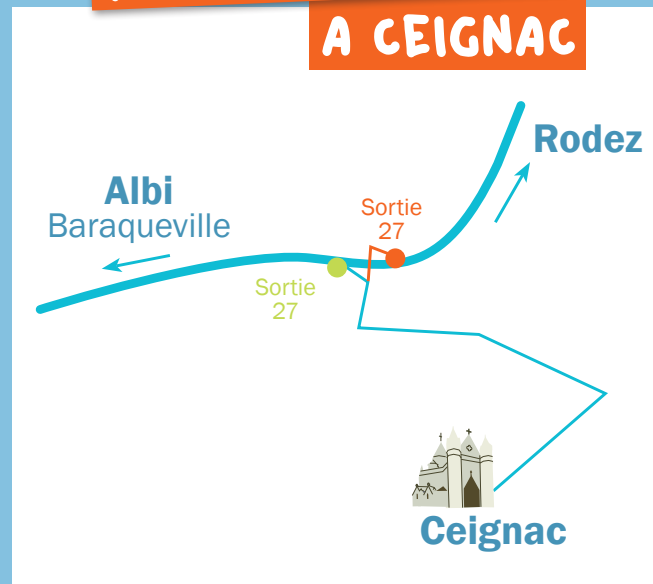 A CEIGNAC
Rodez
Albi
Baraqueville
Sortie
27
Sortie
27
Ceignac